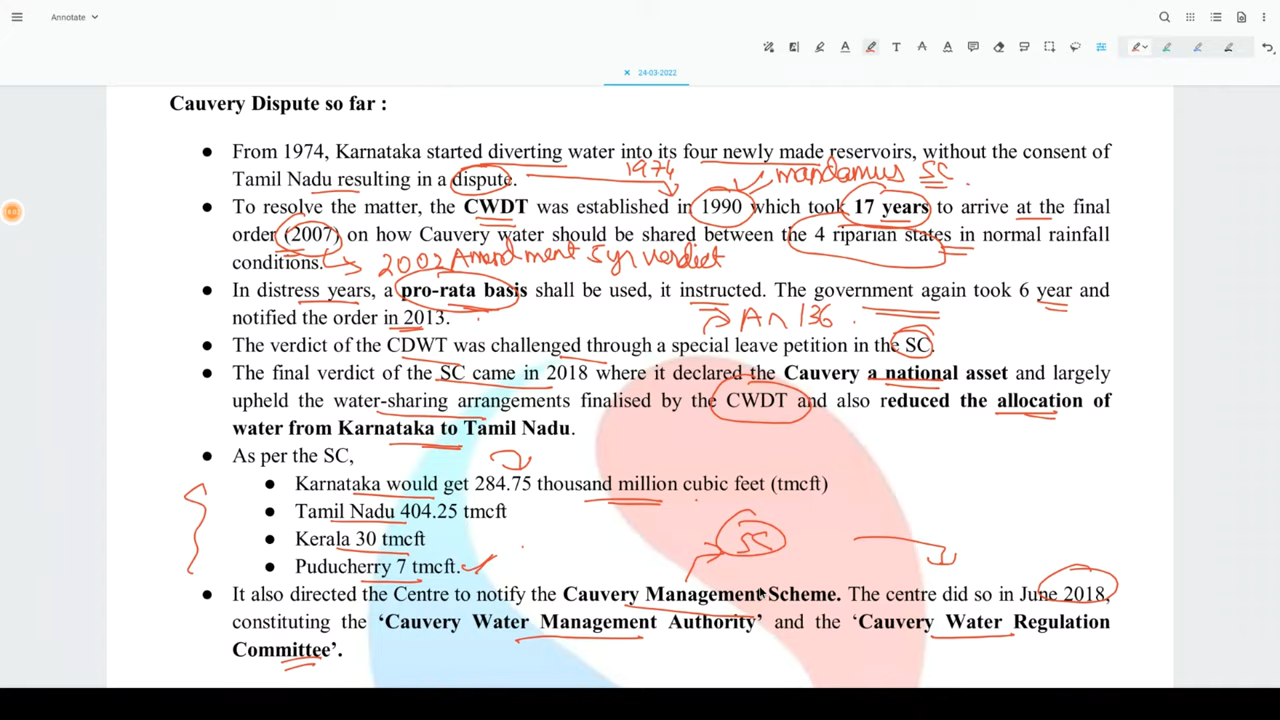 Annotate
24-03-2022
Cauvery Dispute so far :
● From 1974, Karnataka started diverting water into its four newly made reservoirs, without the consent of
Tamil Nadu resulting in a dispute.
1974
mandamus SC
● To resolve the matter, the CWDT was established in 1990 which took 17 years to arrive at the final
order (2007) on how Cauvery water should be shared between the 4 riparian states in normal rainfall
conditions.
2002 Amendment 5yr verdict
● In distress years, a pro-rata basis shall be used, it instructed. The government again took 6 year and
notified the order in 2013.
136
● The verdict of the CDWT was challenged through a special leave petition in the SC.
● The final verdict of the SC came in 2018 where it declared the Cauvery a national asset and largely
upheld the water-sharing arrangements finalised by the CWDT and also reduced the allocation of
water from Karnataka to Tamil Nadu.
● As per the SC,
● Karnataka would get 284.75 thousand million cubic feet (tmcft)
● Tamil Nadu 404.25 tmcft
● Kerala 30 tmcft
SC
● Puducherry 7 tmcft.
● It also directed the Centre to notify the Cauvery Management Scheme. The centre did so in June 2018,
constituting the ‘Cauvery Water Management Authority’ and the ‘Cauvery Water Regulation
Committee’.